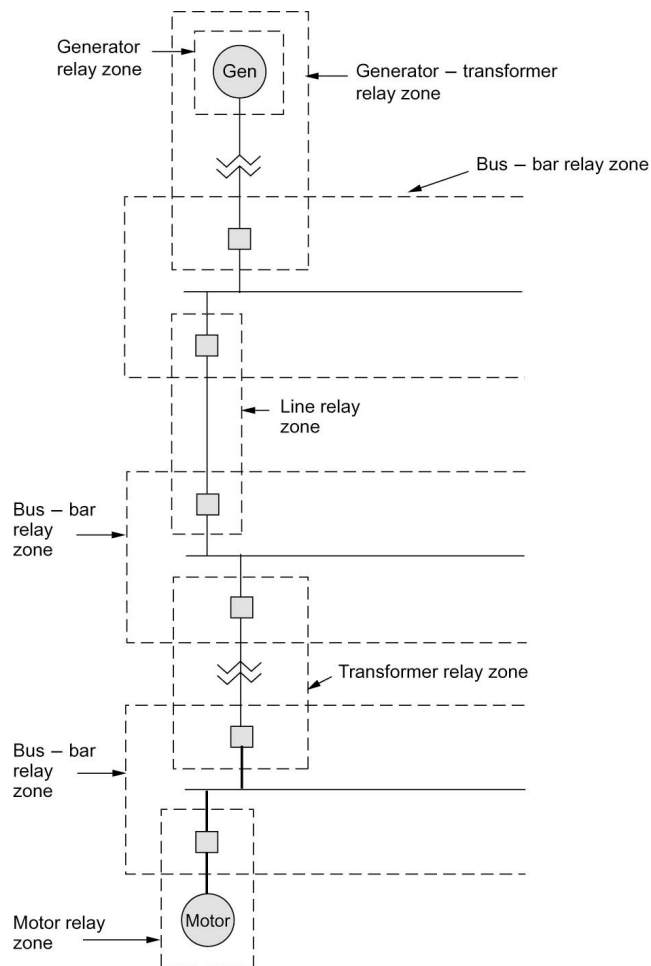 Generator
relay zone
Gen
Generator – transformer
relay zone
Bus – bar relay zone
Line relay
zone
Bus – bar
relay
zone
Transformer relay zone
Bus – bar
relay
zone
Motor relay
zone
Motor